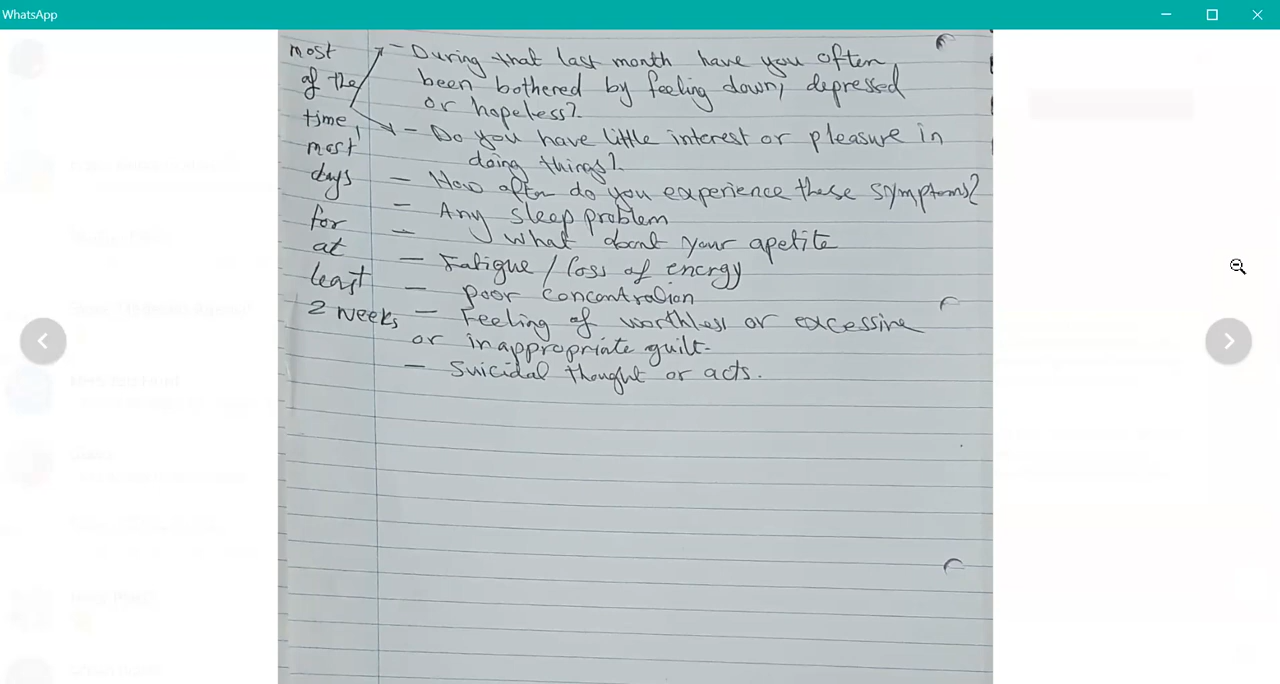 WhatsApp
most
of the
time,
most
days
for
at
least
2 weeks
- During that last month have you often
been bothered by feeling down, depressed
or hopeless?
- Do you have little interest or pleasure in
doing things?
- How often do you experience these symptoms?
- Any sleep problem
- What about your apetite
- Fatigue / loss of energy
- poor concentration
- Feeling of worthless or excessive
or inappropriate guilt-
- Suicidal thought or acts.